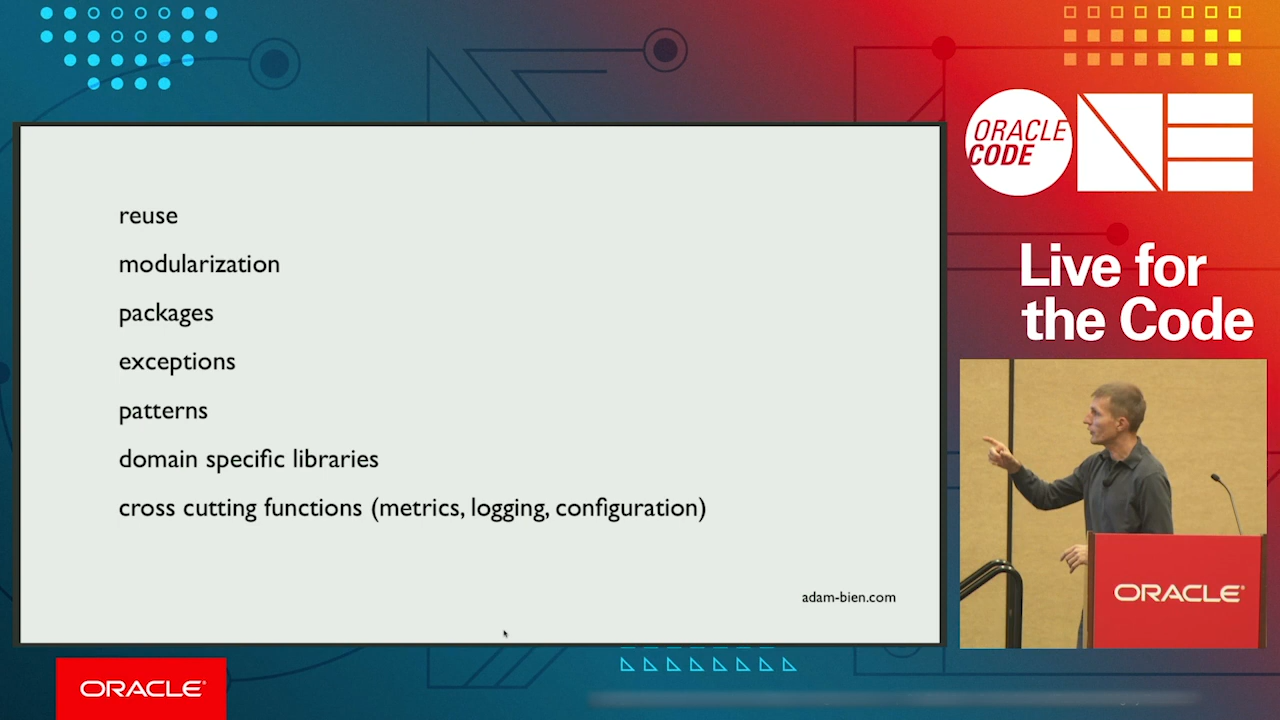 reuse
modularization
packages
exceptions
patterns
domain specific libraries
cross cutting functions (metrics, logging, configuration)
adam-bien.com
ORACLE
CODE
ONE
Live for
the Code
ORACLE
ORACLE